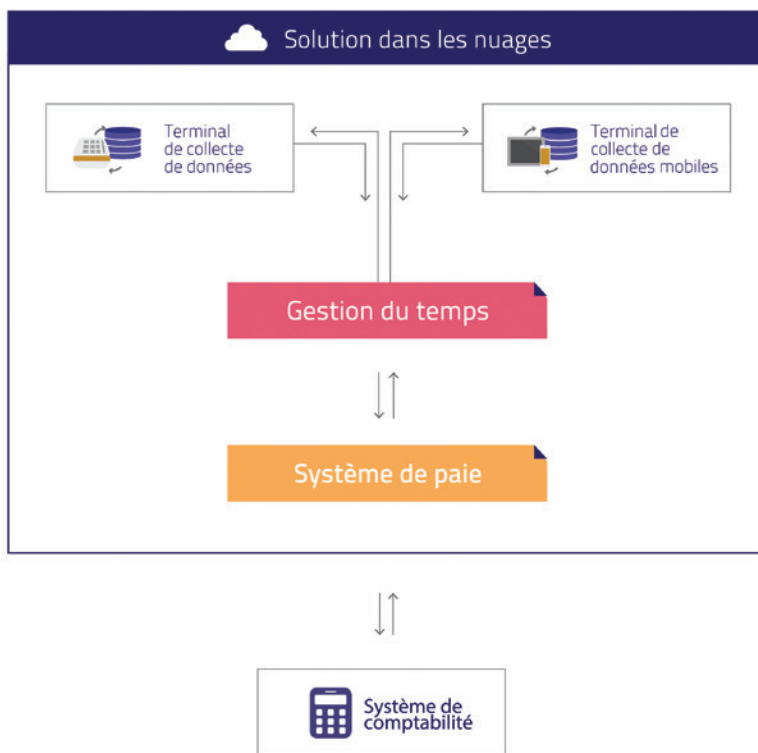 Solution dans les nuages
Terminal
de collecte
de données
Terminal de
collecte de
données mobiles
Gestion du temps
Système de paie
Système de
comptabilité